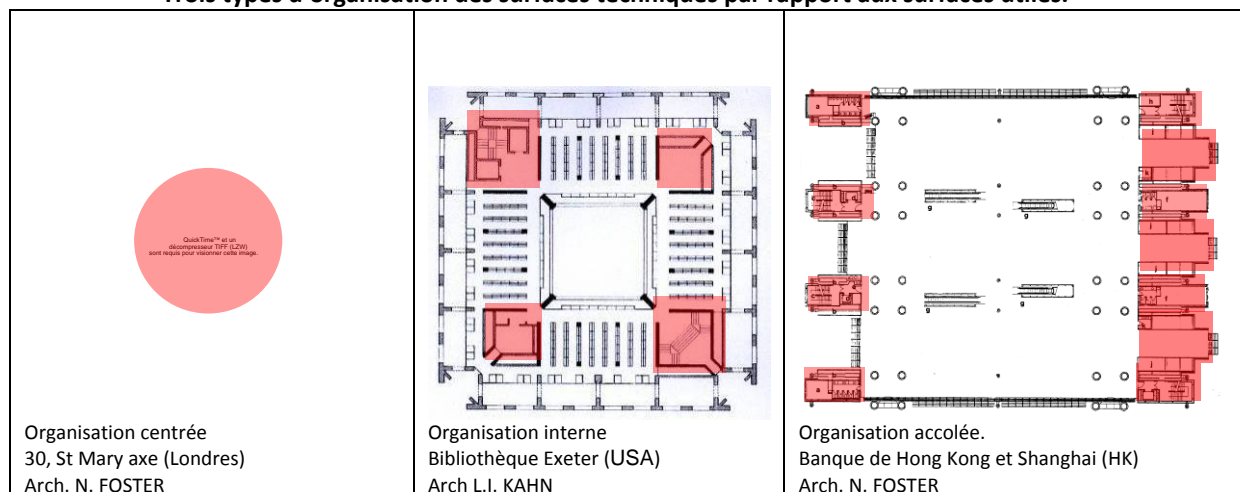 Trois types d'organisation des surfaces techniques par rapport aux surfaces utiles.
QuickTime™ et un
décompresseur TIFF (LZW)
sont requis pour visionner cette image.
Organisation centrée
30, St Mary axe (Londres)
Arch. N. FOSTER
Organisation interne
Bibliothèque Exeter (USA)
Arch L.I. KAHN
g
g
g
g
Organisation accolée.
Banque de Hong Kong et Shanghai (HK)
Arch. N. FOSTER